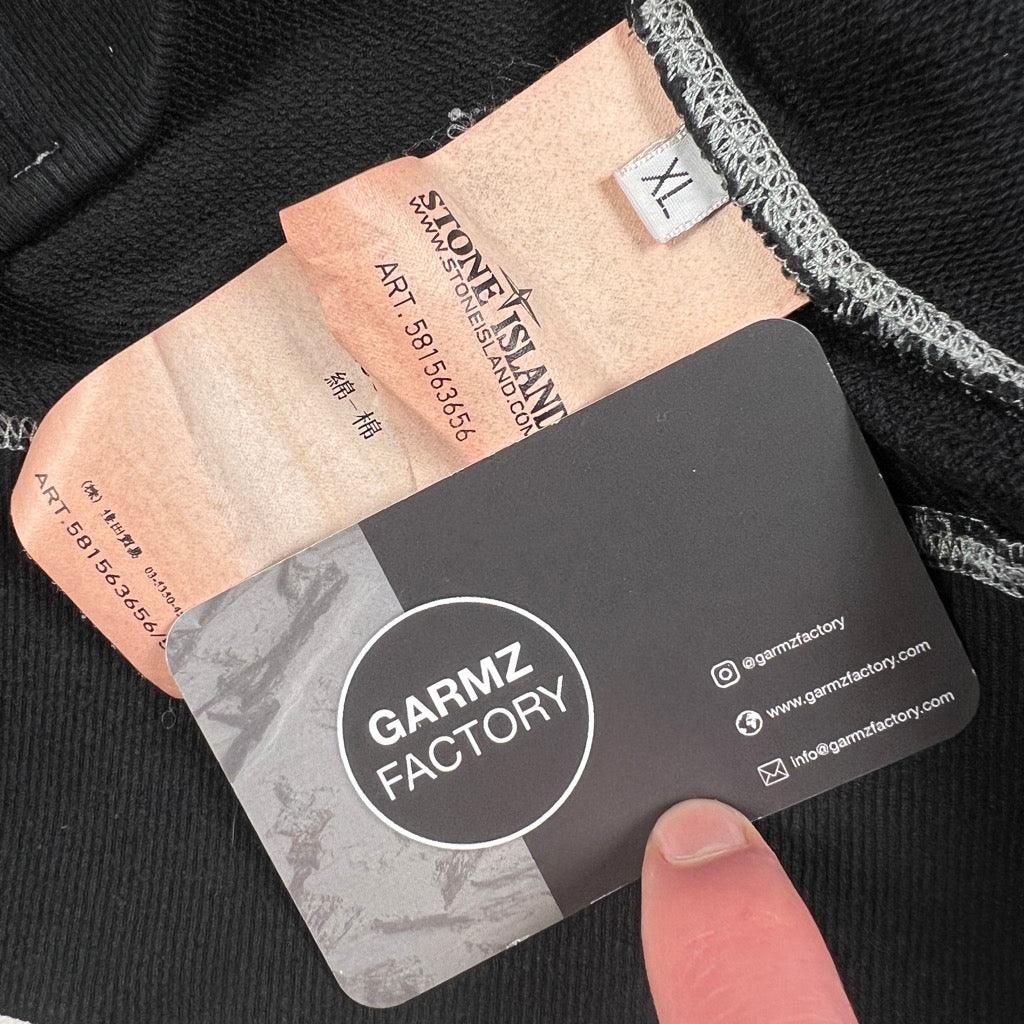 XL
STONE ISLAND
WWW.STONEISLAND.COM
ART. 581563656
綿—棉
ART.581563656/
GARMZ
FACTORY
@garmzfactory
www.garmzfactory.com
info@garmzfactory.com